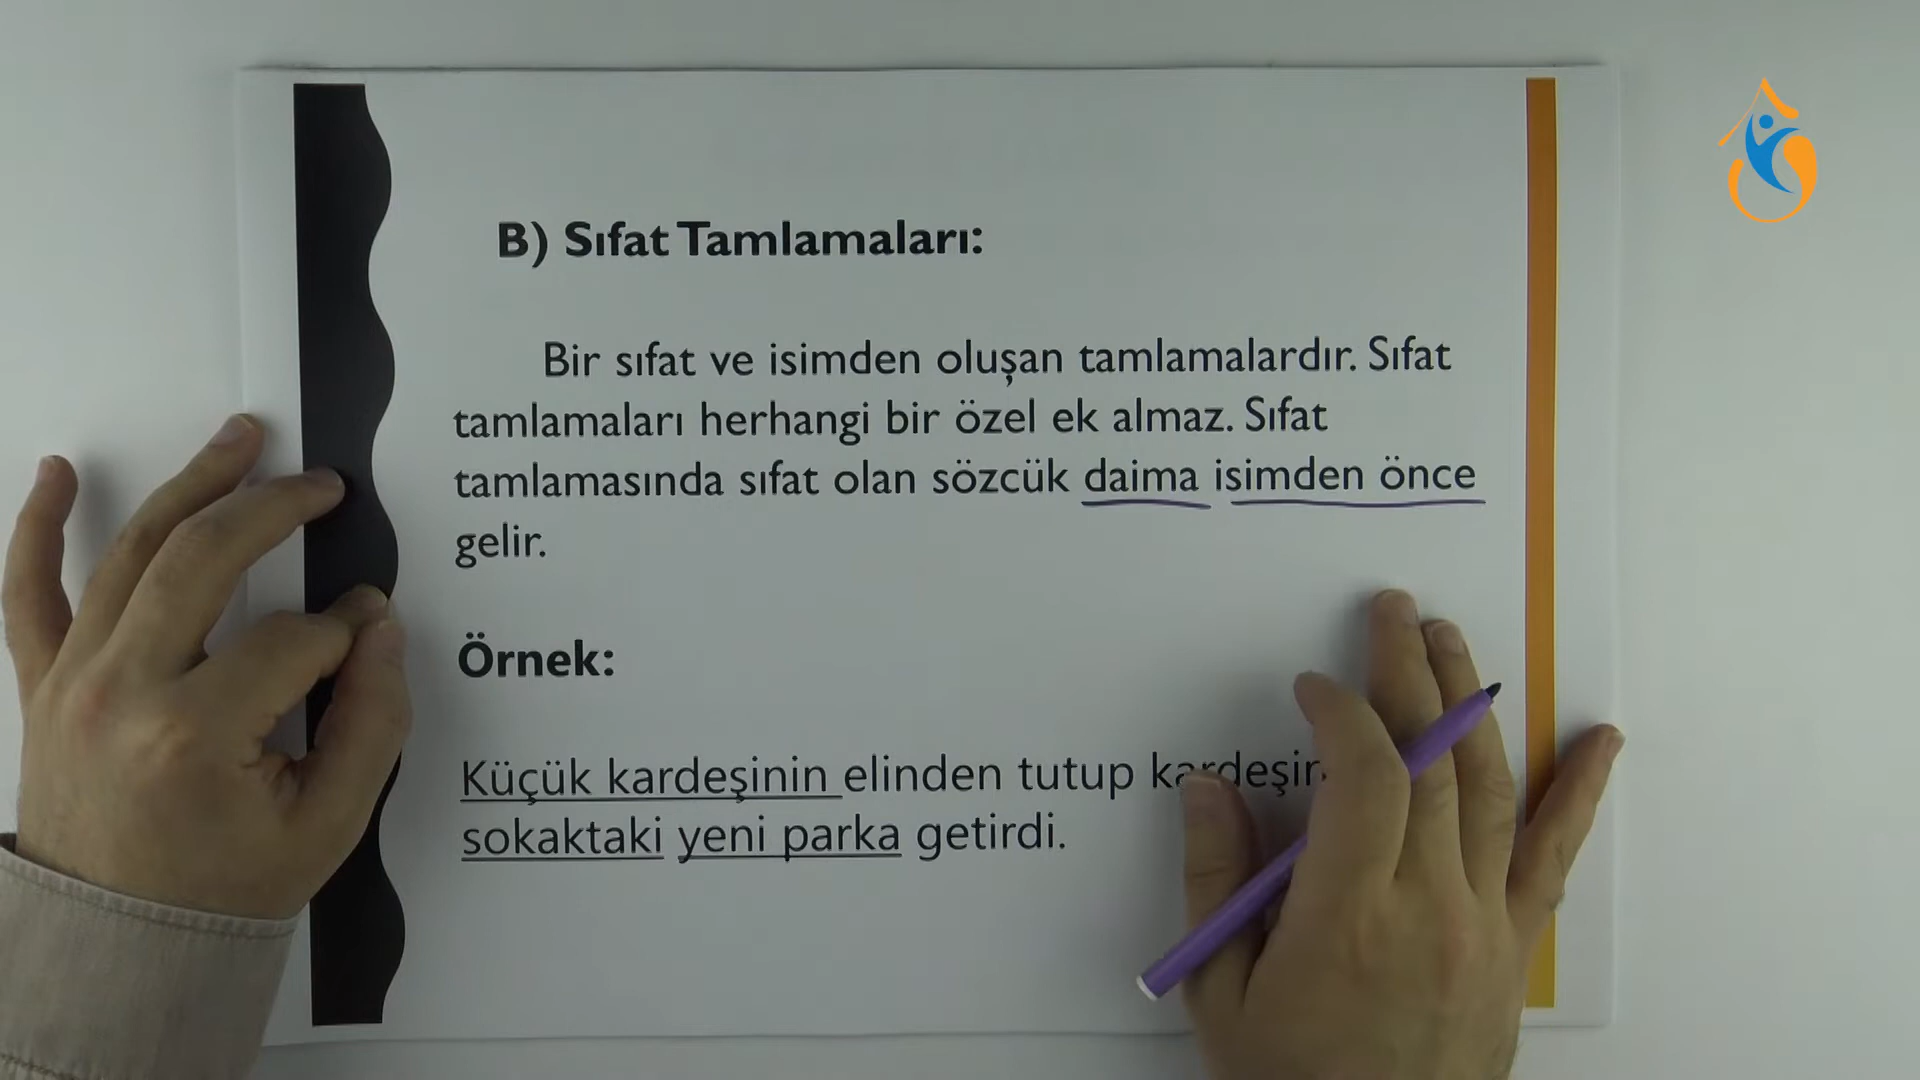 B) Sıfat Tamlamaları:
Bir sıfat ve isimden oluşan tamlamalardır. Sıfat
tamlamaları herhangi bir özel ek almaz. Sıfat
tamlamasında sıfat olan sözcük daima isimden önce
gelir.
Örnek:
Küçük kardeşinin elinden tutup
sokaktaki yeni parka getirdi.